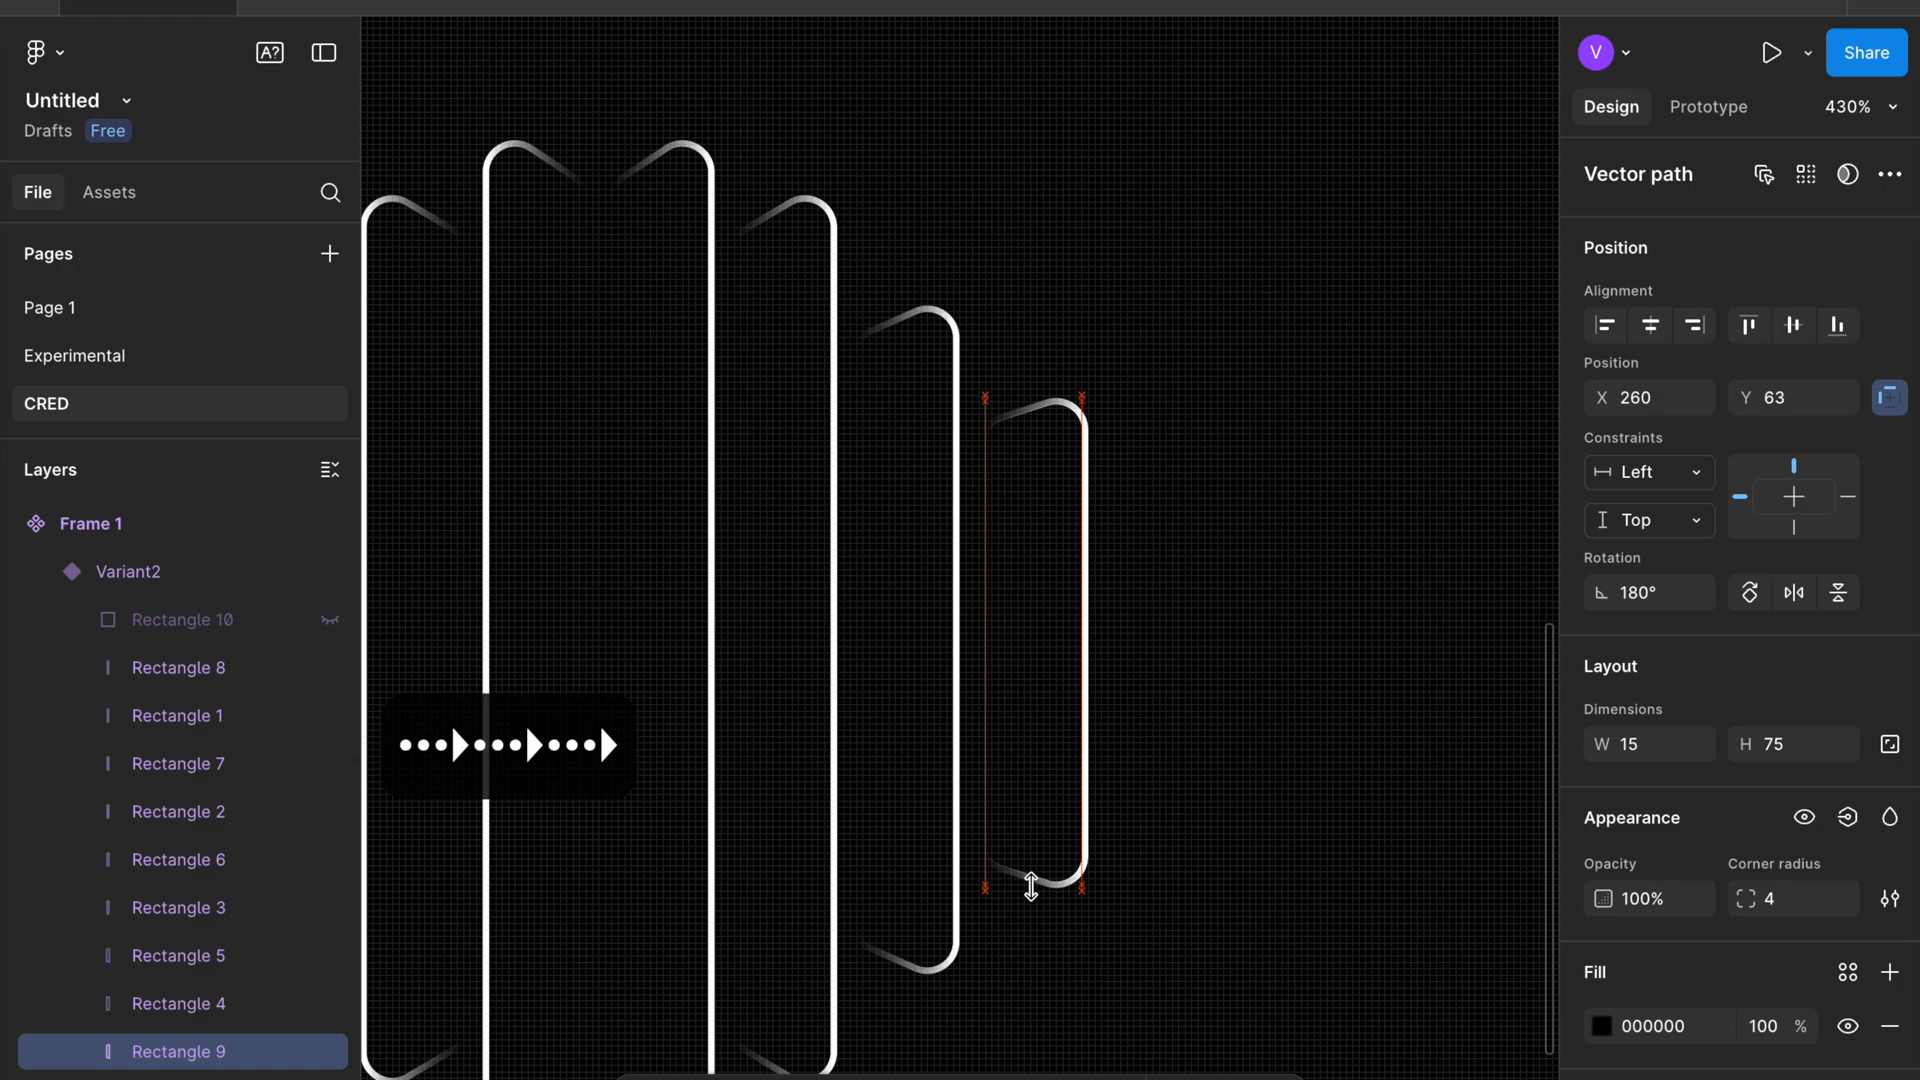 A?
Untitled
Drafts Free
File Assets
Pages
Page 1
Experimental
CRED
Layers
Frame 1
Variant2
Rectangle 10
Rectangle 8
Rectangle 1
Rectangle 7
Rectangle 2
Rectangle 6
Rectangle 3
Rectangle 5
Rectangle 4
Rectangle 9
V
Share
Design Prototype 430%
Vector path
Position
Alignment
Position
X 260 Y 63
Constraints
Left
Top
Rotation
180°
Layout
Dimensions
W 15 H 75
Appearance
Opacity Corner radius
100% 4
Fill
000000 100 %